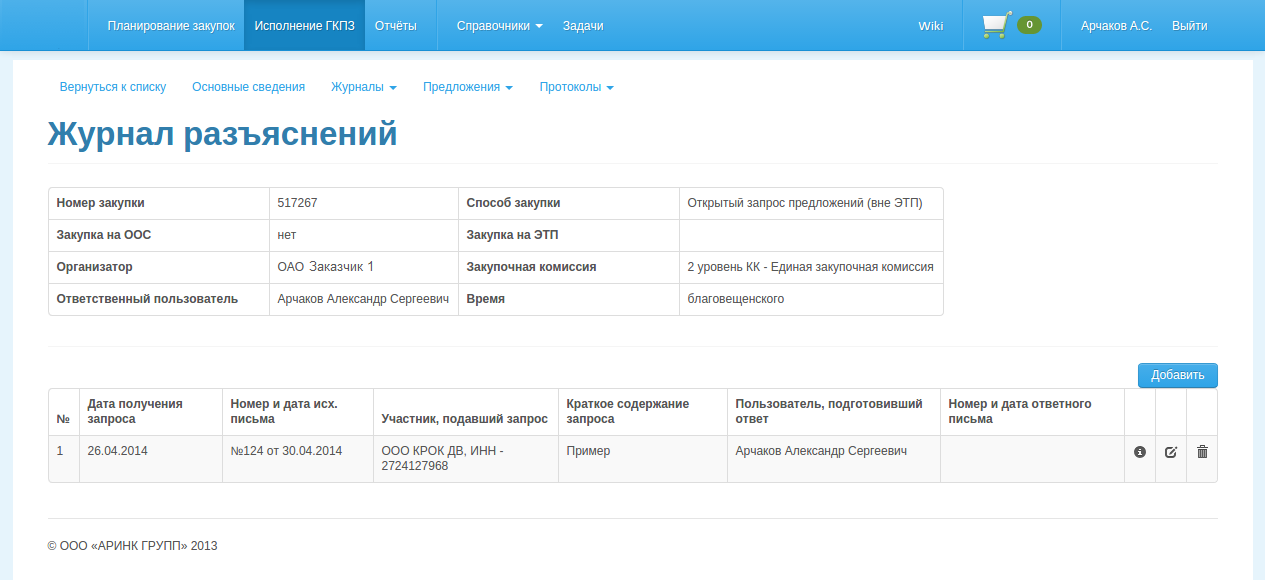 Планирование закупок Исполнение ГКПЗ Отчёты Справочники Задачи Wiki 0 Арчаков А.С. Выйти
Вернуться к списку Основные сведения Журналы Предложения Протоколы
Журнал разъяснений
Номер закупки 517267 Способ закупки Открытый запрос предложений (вне ЭТП)
Закупка на ООС нет Закупка на ЭТП
Организатор ОАО Заказчик 1 Закупочная комиссия 2 уровень КК - Единая закупочная комиссия
Ответственный пользователь Арчаков Александр Сергеевич Время благовещенского
Добавить
Дата получения Номер и дата исх. Краткое содержание Пользователь, подготовивший Номер и дата ответного
№ запроса письма Участник, подавший запрос запроса ответ письма
1 26.04.2014 №124 от 30.04.2014 ООО КРОК ДВ, ИНН - Пример Арчаков Александр Сергеевич
2724127968
© ООО «АРИНК ГРУПП» 2013